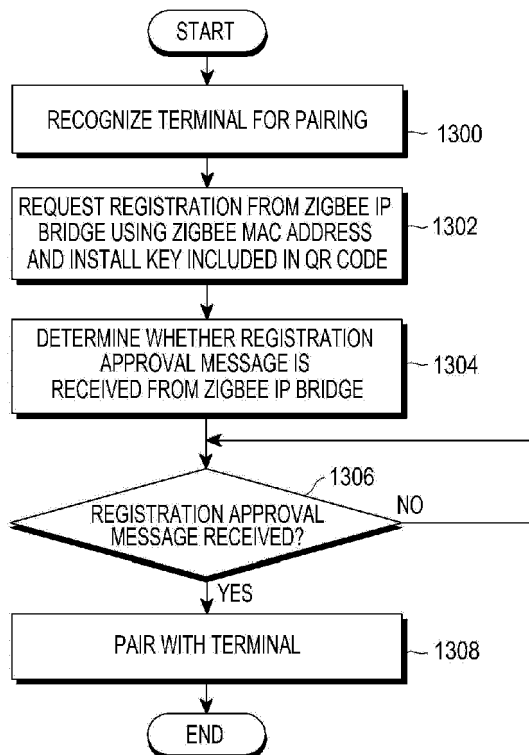 START
RECOGNIZE TERMINAL FOR PAIRING
1300
REQUEST REGISTRATION FROM ZIGBEE IP
BRIDGE USING ZIGBEE MAC ADDRESS
AND INSTALL KEY INCLUDED IN QR CODE
1302
DETERMINE WHETHER REGISTRATION
APPROVAL MESSAGE IS
RECEIVED FROM ZIGBEE IP BRIDGE
1304
1306
REGISTRATION APPROVAL
MESSAGE RECEIVED?
NO
YES
PAIR WITH TERMINAL
1308
END